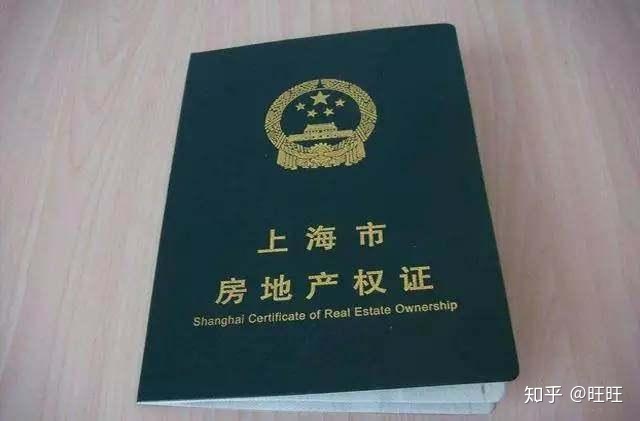 上海市
房地产权证
Shanghai Certificate of Real Estate Ownership
知乎 @旺旺